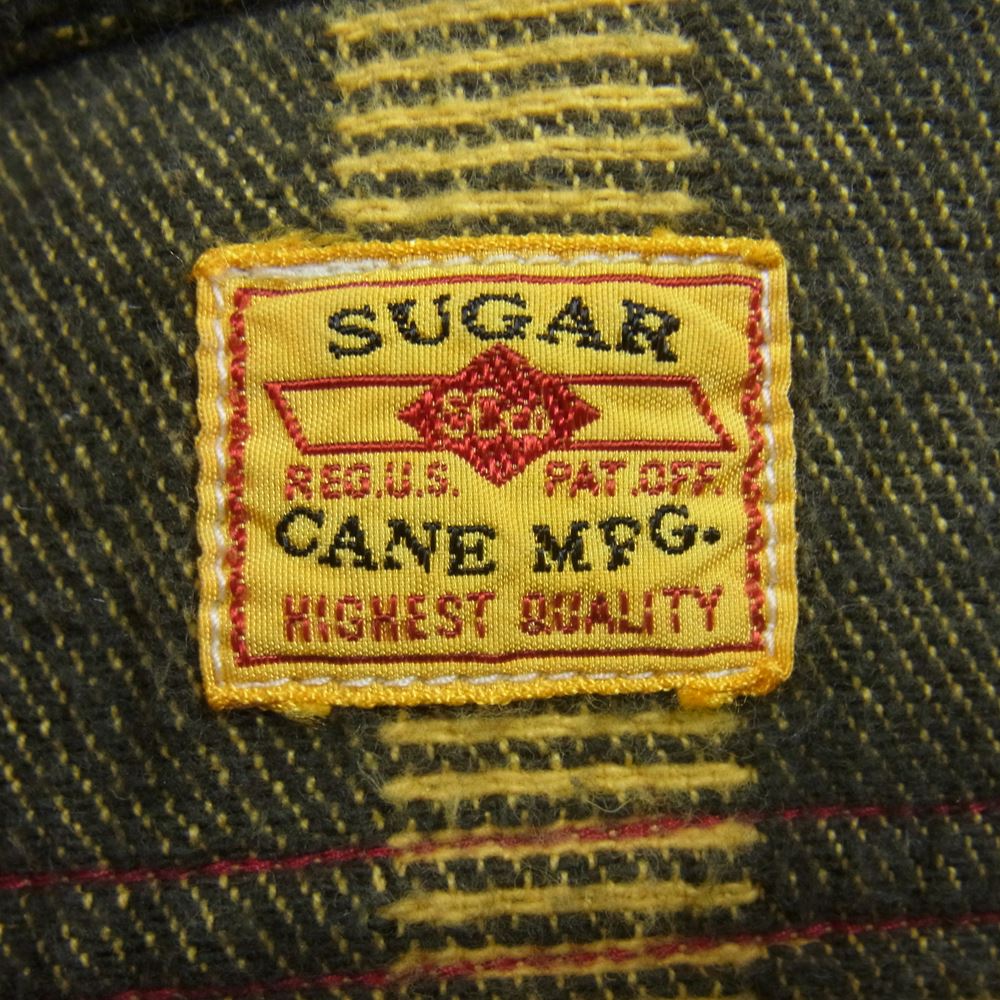 SUGAR
REG.U.S. PAT.OFF.
CANE MFG.
HIGHEST QUALITY